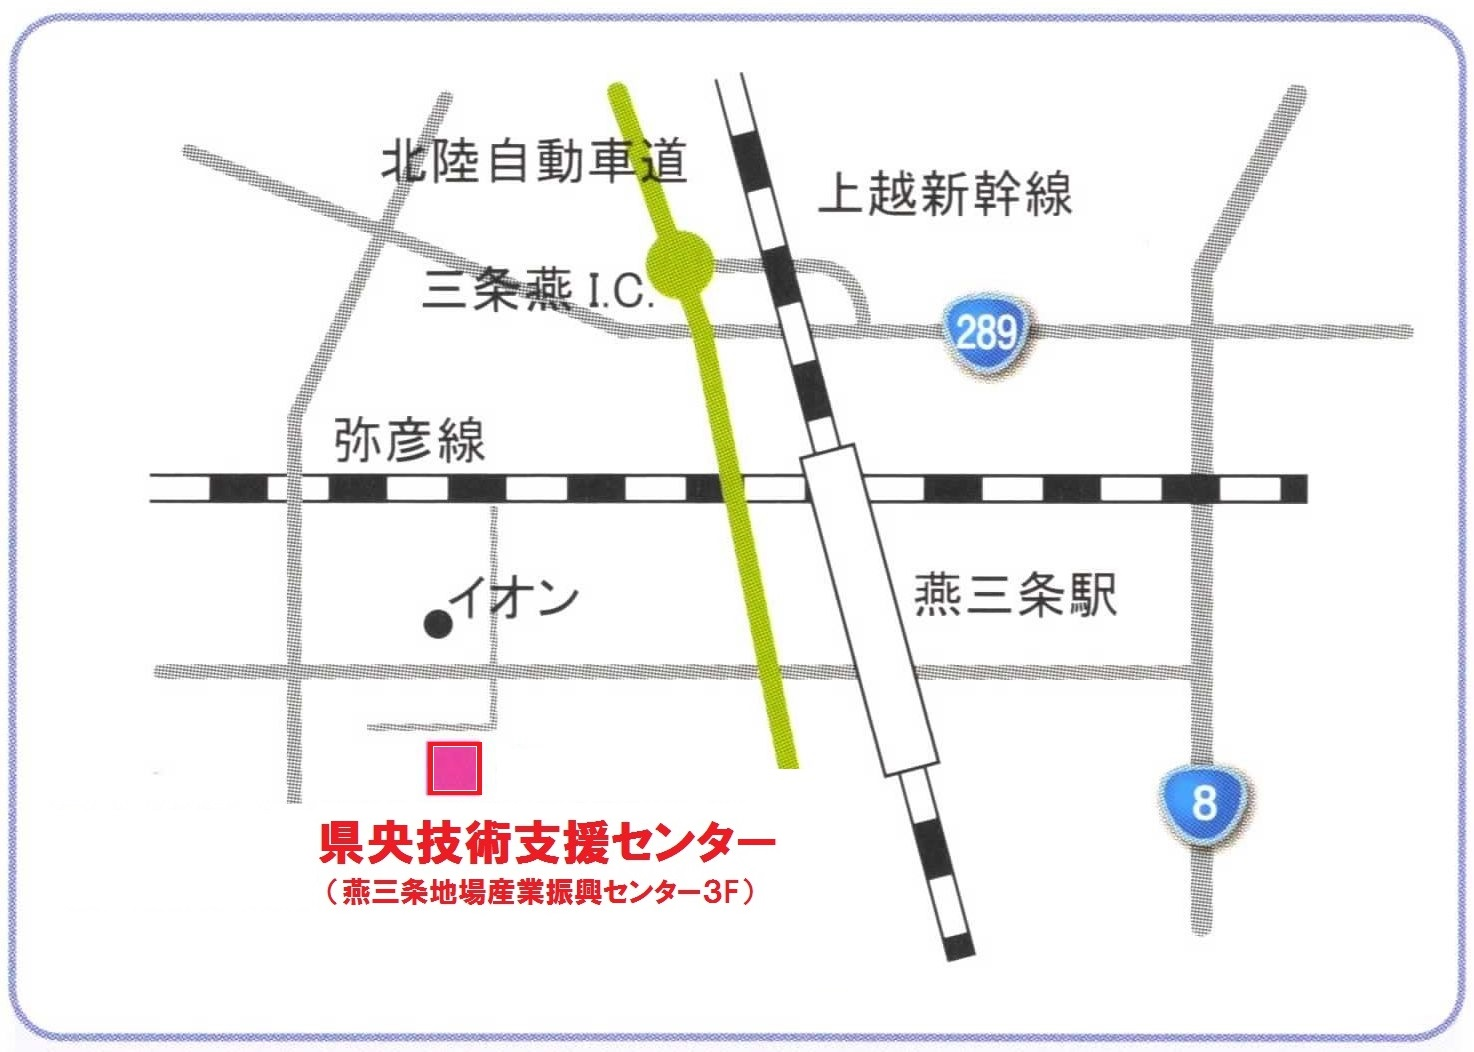 北陸自動車道
上越新幹線
三条燕 I.C.
289
弥彦線
イオン
燕三条駅
8
県央技術支援センター
（燕三条地場産業振興センター3F）